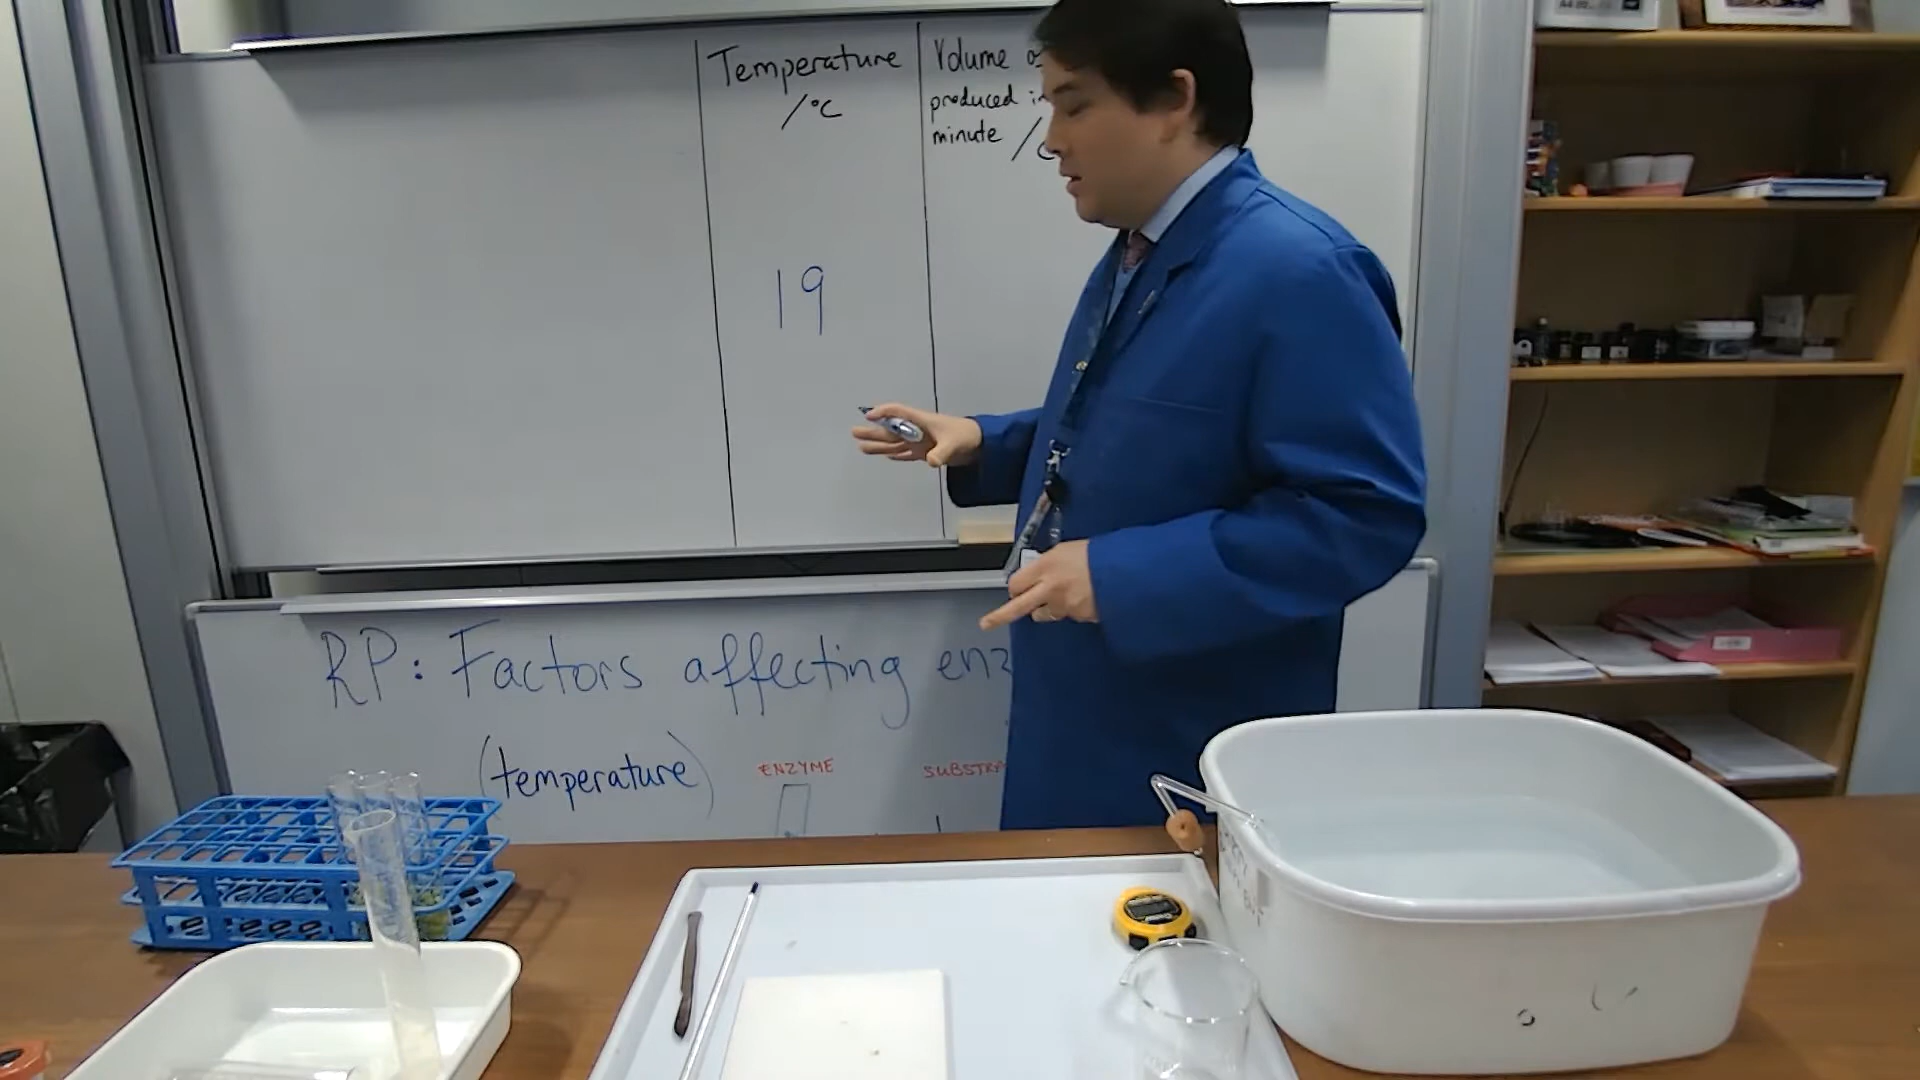 Temperature
/°C
Volume
produced
minute /
19
RP: Factors affecting
(temperature)
ENZYME